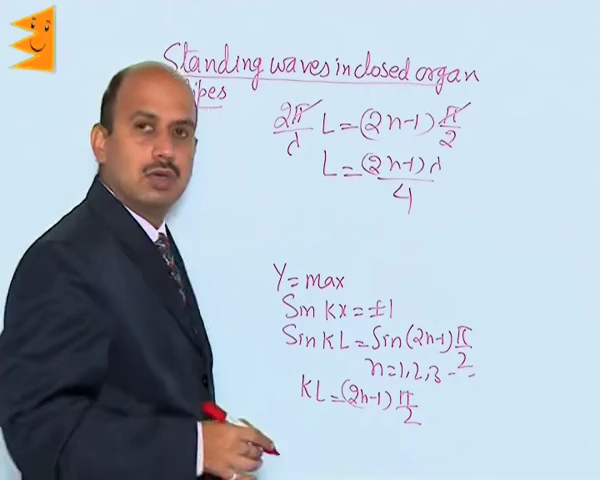 Standing waves in closed organ
pipes
2π/λ L = (2n-1) π/2
L = (2n-1)λ/4
Y = max
Sin Kx = ±1
Sin KL = Sin (2n-1) π/2
n = 1, 2, 3 - -
KL = (2n-1) π/2